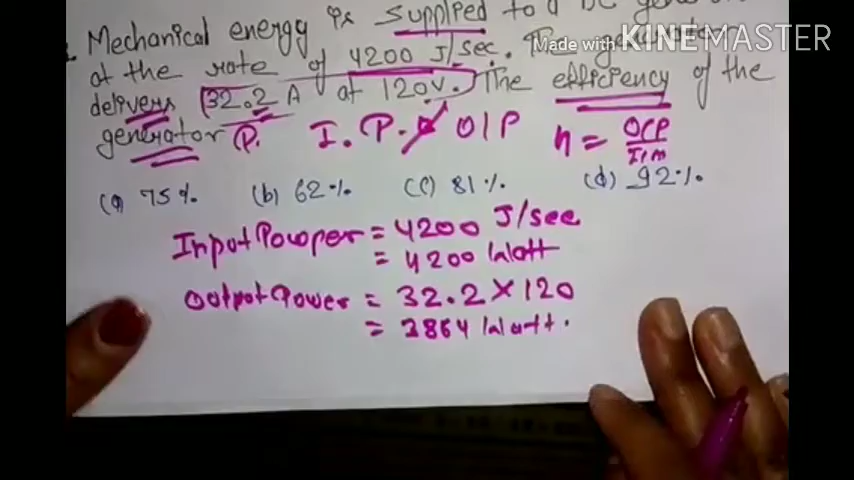 Mechanical energy is supplied to a DC
Made with KINEMASTER
at the rate of 4200 J/sec. The generator
delivers 32.2 A at 120v. The efficiency of the
generator
I. P. O/P η = O/P
(a) 75%. (b) 62%. (c) 81%. (d) 92%.
Input Power = 4200 J/sec
= 4200 Watt
Output Power = 32.2 × 120
= 3864 Watt.